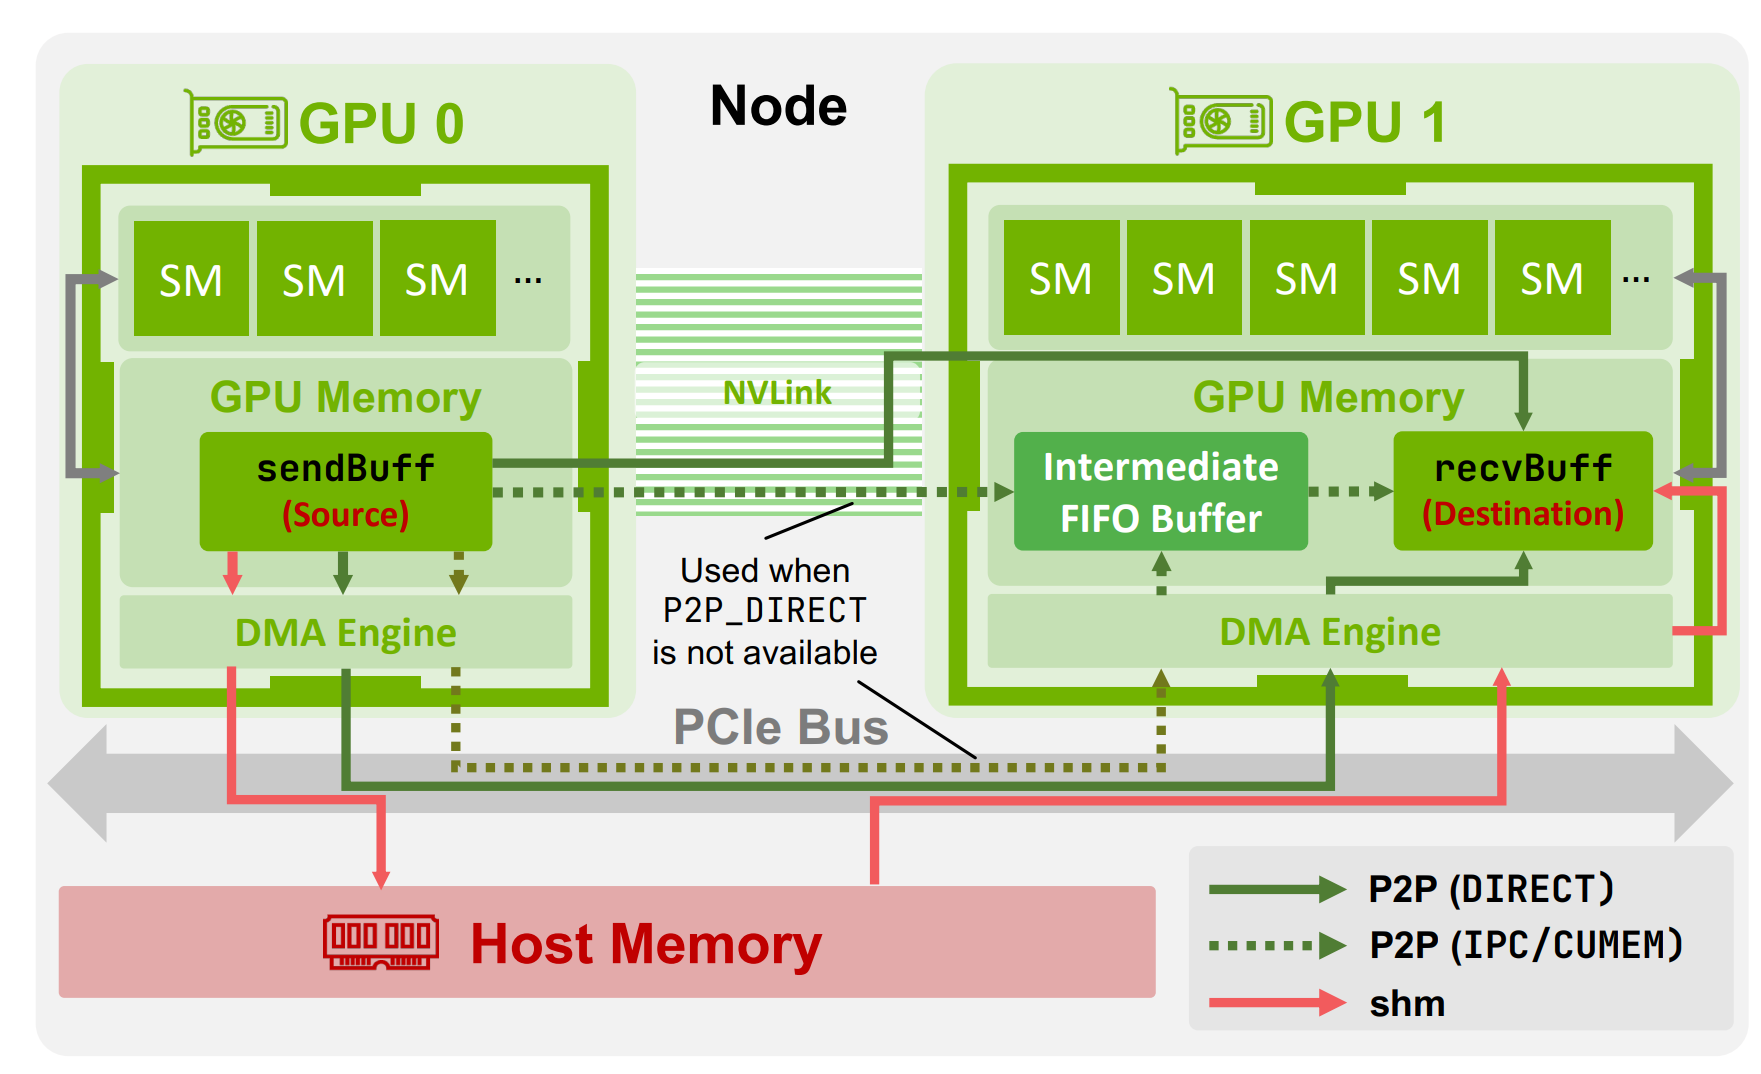 Node
GPU 0
SM SM SM ...
GPU Memory
sendBuff
(Source)
DMA Engine
NVLink
Used when
P2P_DIRECT
is not available
GPU 1
SM SM SM SM SM ...
GPU Memory
Intermediate
FIFO Buffer
recvBuff
(Destination)
DMA Engine
PCIe Bus
Host Memory
P2P (DIRECT)
P2P (IPC/CUMEM)
shm